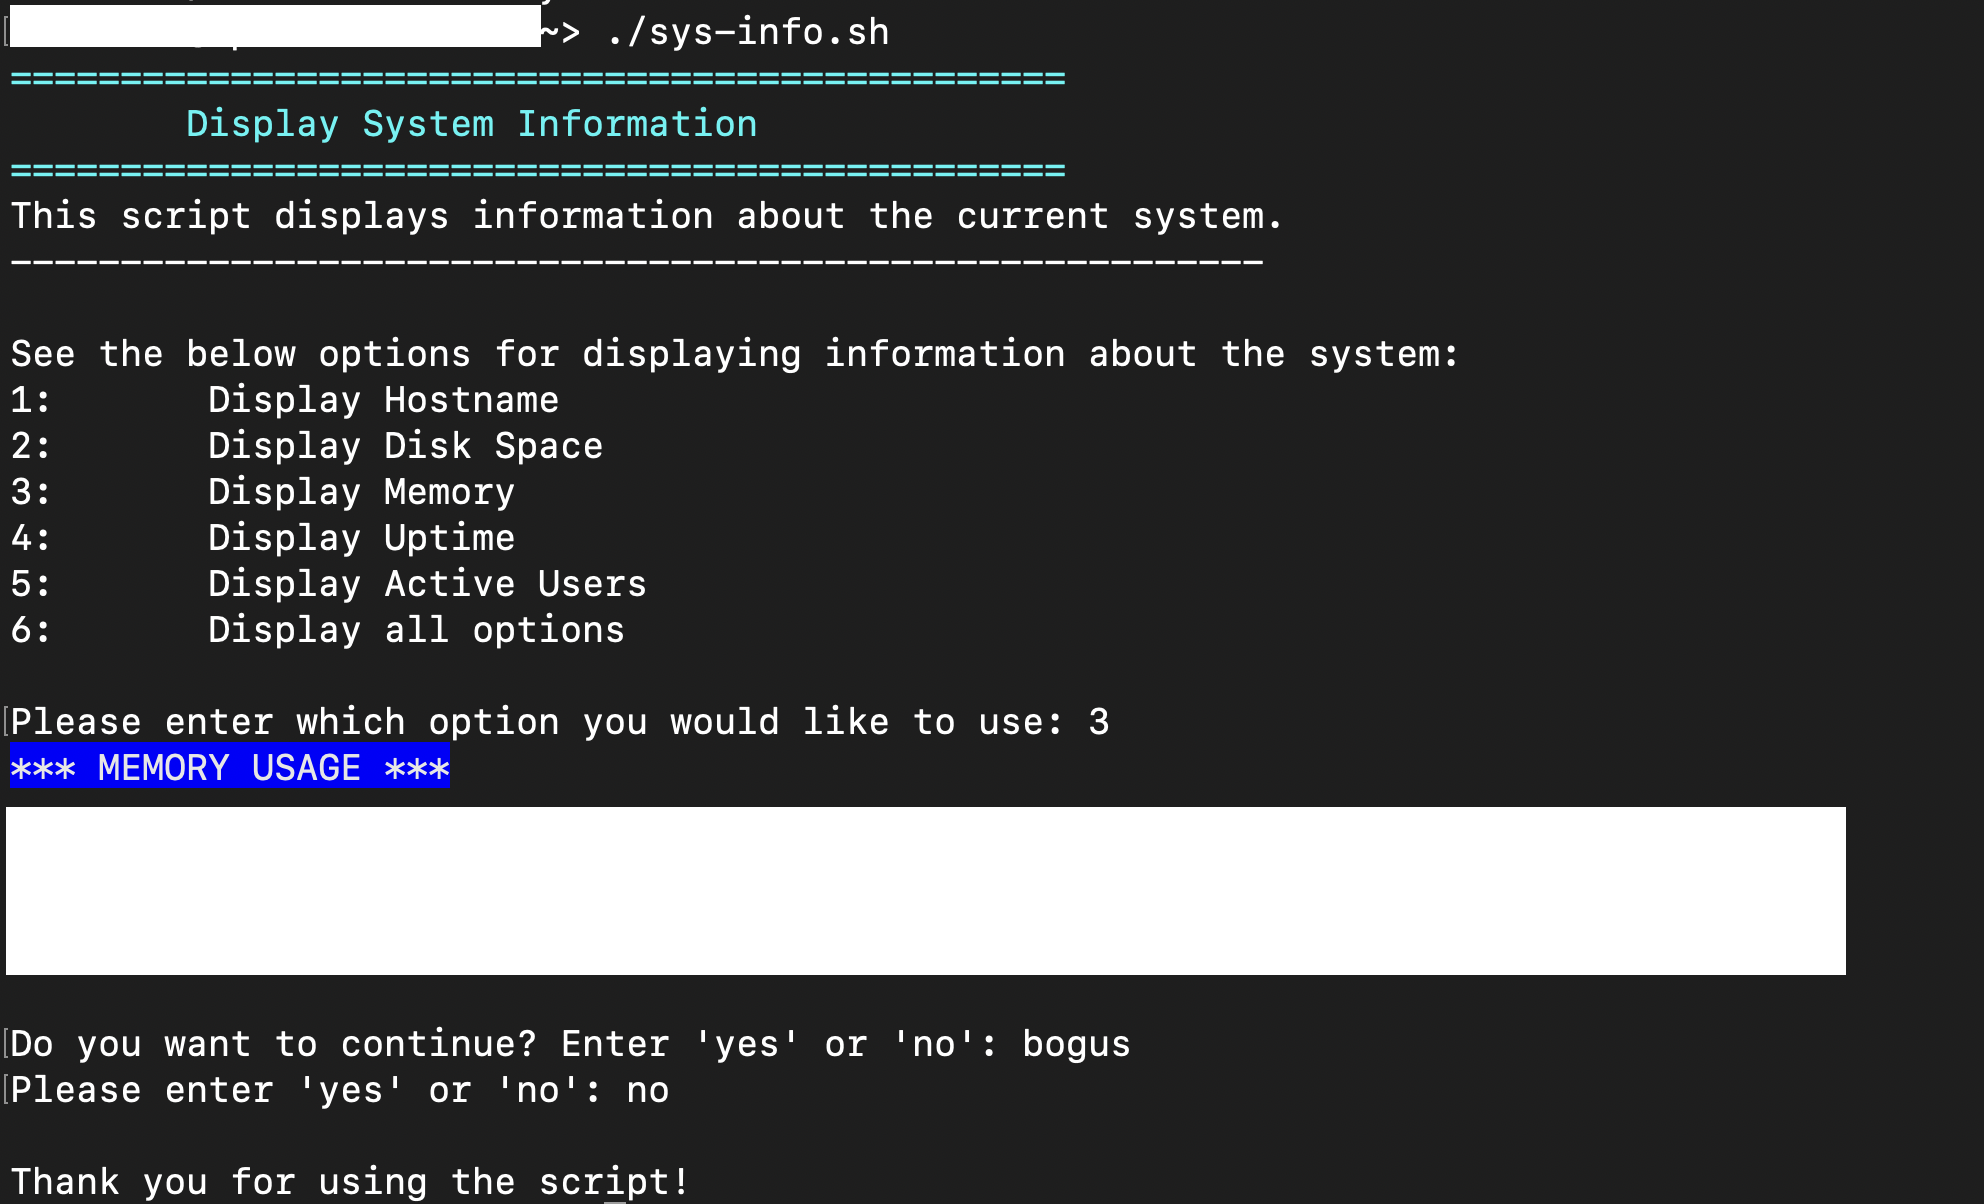 ~> ./sys-info.sh
================================================
        Display System Information
================================================
This script displays information about the current system.
---------------------------------------------------------
See the below options for displaying information about the system:
1:       Display Hostname
2:       Display Disk Space
3:       Display Memory
4:       Display Uptime
5:       Display Active Users
6:       Display all options
Please enter which option you would like to use: 3
*** MEMORY USAGE ***
Do you want to continue? Enter 'yes' or 'no': bogus
Please enter 'yes' or 'no': no
Thank you for using the script!